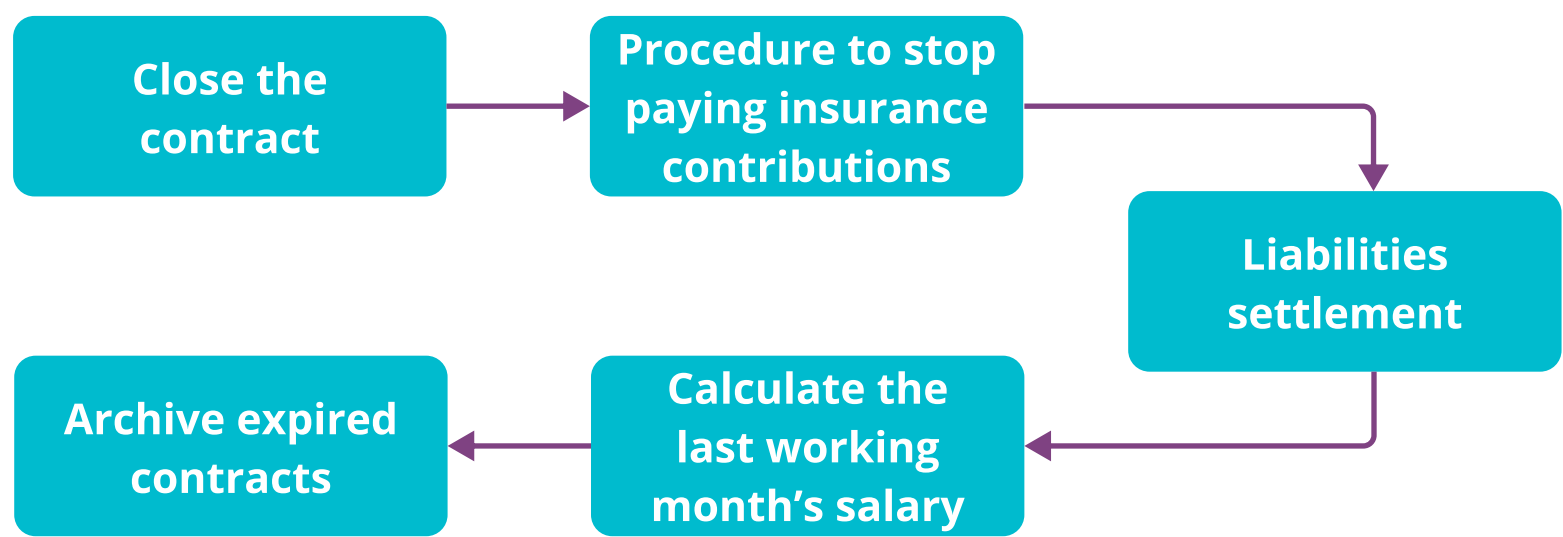 Close the
contract
Procedure to stop
paying insurance
contributions
Liabilities
settlement
Calculate the
last working
month’s salary
Archive expired
contracts